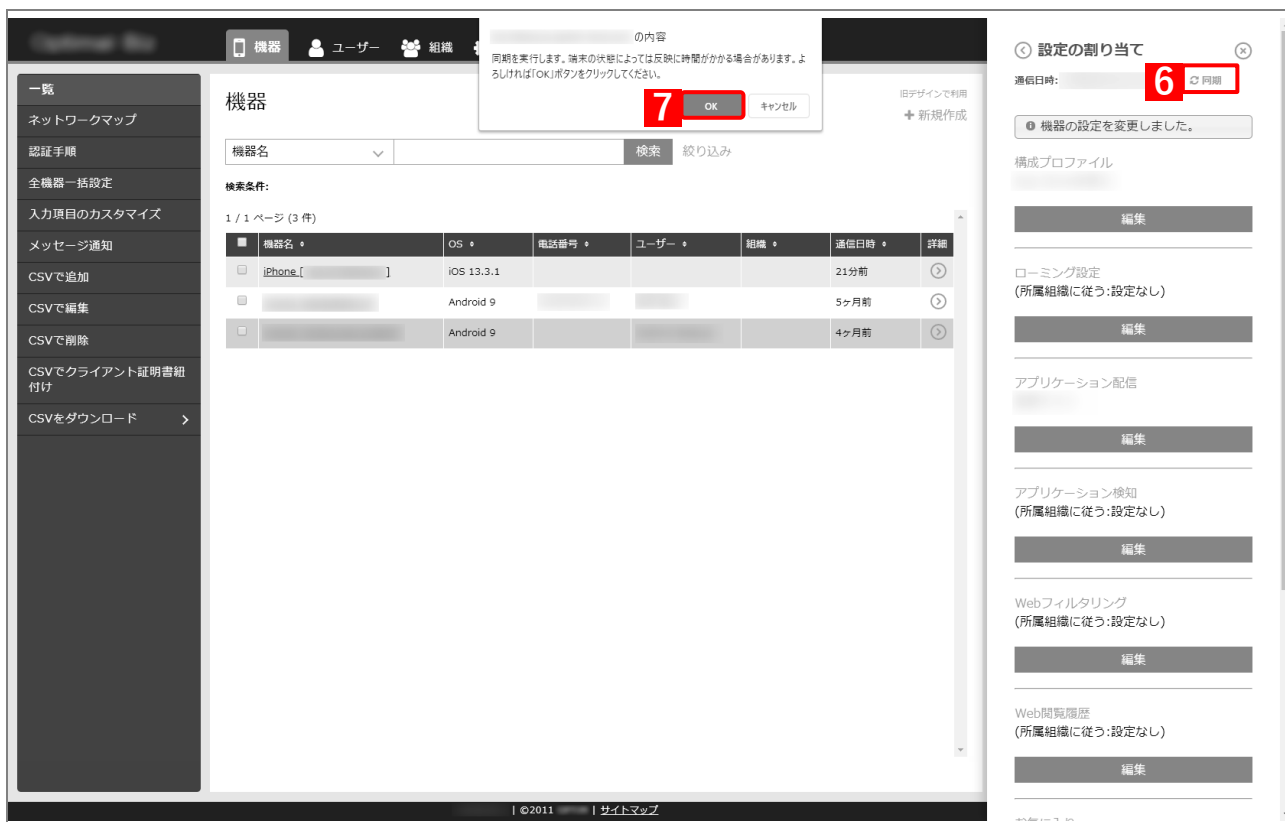 機器
ユーザー
組織
の内容
同期を実行します。端末の状態によっては反映に時間がかかる場合があります。よ
ろしければ「OK」ボタンをクリックしてください。
7
OK
キャンセル
一覧
ネットワークマップ
認証手順
全機器一括設定
入力項目のカスタマイズ
メッセージ通知
CSVで追加
CSVで編集
CSVで削除
CSVでクライアント証明書紐
付け
CSVをダウンロード
機器
旧デザインで利用
新規作成
機器名
検索
絞り込み
検索条件:
1 / 1 ページ (3 件)
機器名 OS 電話番号 ユーザー 組織 通信日時 詳細
iPhone [ ] iOS 13.3.1 21分前
Android 9 5ヶ月前
Android 9 4ヶ月前
設定の割り当て
通信日時:
6
同期
機器の設定を変更しました。
構成プロファイル
編集
ローミング設定
(所属組織に従う:設定なし)
編集
アプリケーション配信
編集
アプリケーション検知
(所属組織に従う:設定なし)
編集
Webフィルタリング
(所属組織に従う:設定なし)
編集
Web閲覧履歴
(所属組織に従う:設定なし)
編集
| ©2011 | サイトマップ